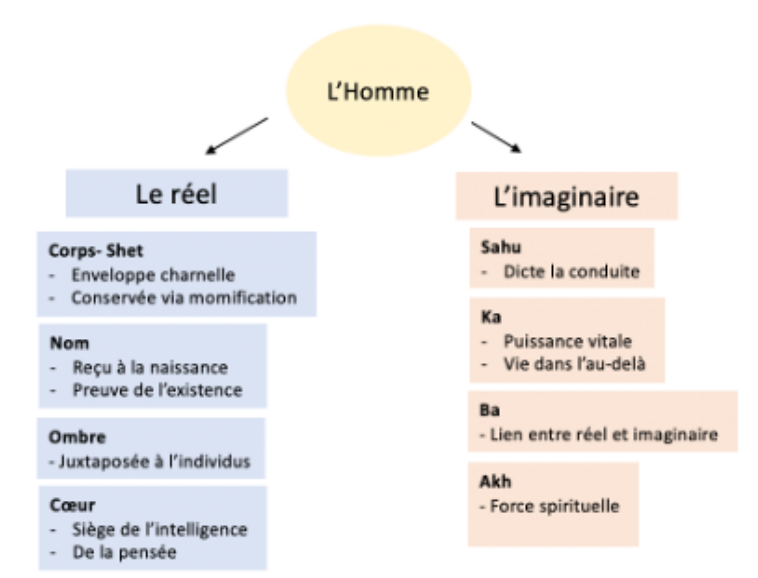 L'Homme
Le réel
Corps- Shet
- Enveloppe charnelle
- Conservée via momification
Nom
- Reçu à la naissance
- Preuve de l'existence
Ombre
- Juxtaposée à l'individus
Cœur
- Siège de l'intelligence
- De la pensée
L'imaginaire
Sahu
- Dicte la conduite
Ka
- Puissance vitale
- Vie dans l'au-delà
Ba
- Lien entre réel et imaginaire
Akh
- Force spirituelle